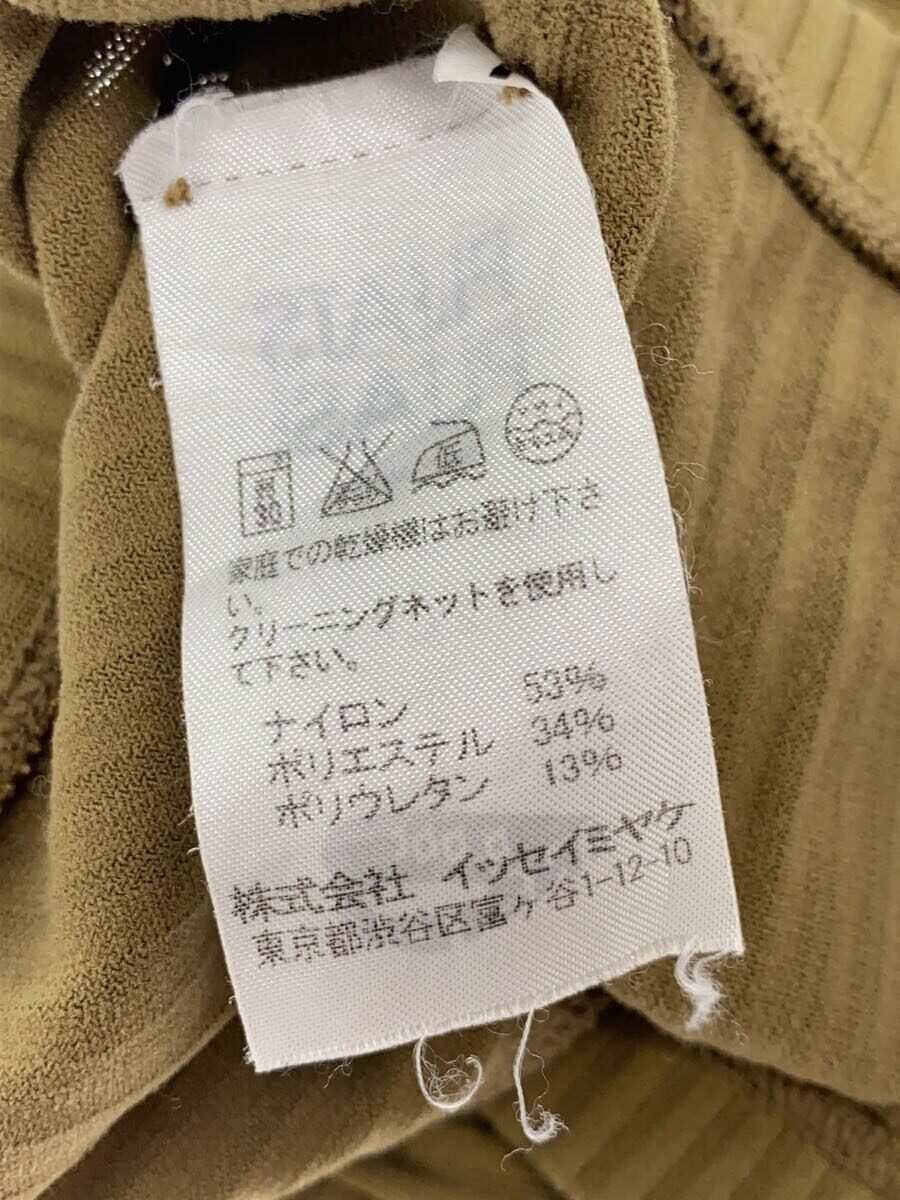 30
家庭での乾燥機はお避け下さ
い。
クリーニングネットを使用し
て下さい。
ナイロン 53%
ポリエステル 34%
ポリウレタン 13%
株式会社 イッセイミヤケ
東京都渋谷区富ヶ谷1-12-10